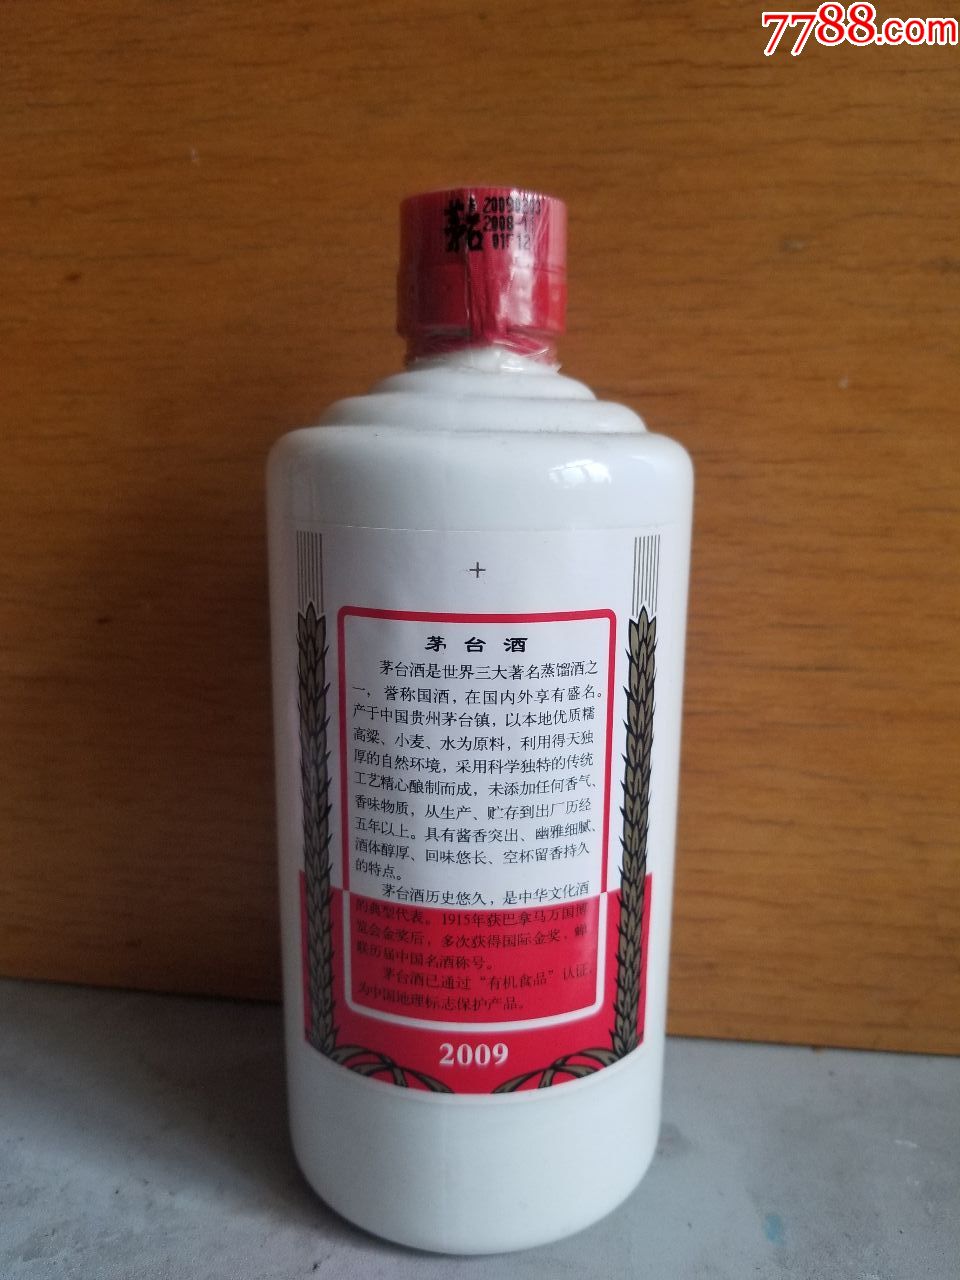 7788.com
茅台
2009
茅台酒
茅台酒是世界三大著名蒸馏酒之
一，誉称国酒，在国内外享有盛名。
产于中国贵州茅台镇，以本地优质糯
高粱、小麦、水为原料，利用得天独
厚的自然环境，采用科学独特的传统
工艺精心酿制而成，未添加任何香气、
香味物质，从生产、贮存到出厂历经
五年以上。具有酱香突出、幽雅细腻、
酒体醇厚、回味悠长、空杯留香持久
的特点。
茅台酒历史悠久，是中华文化酒
的典型代表。1915年获巴拿马万国博
览会金奖后，多次获得国际金奖，蝉
联历届中国名酒称号。
茅台酒已通过“有机食品”认证，
为中国地理标志保护产品。
2009